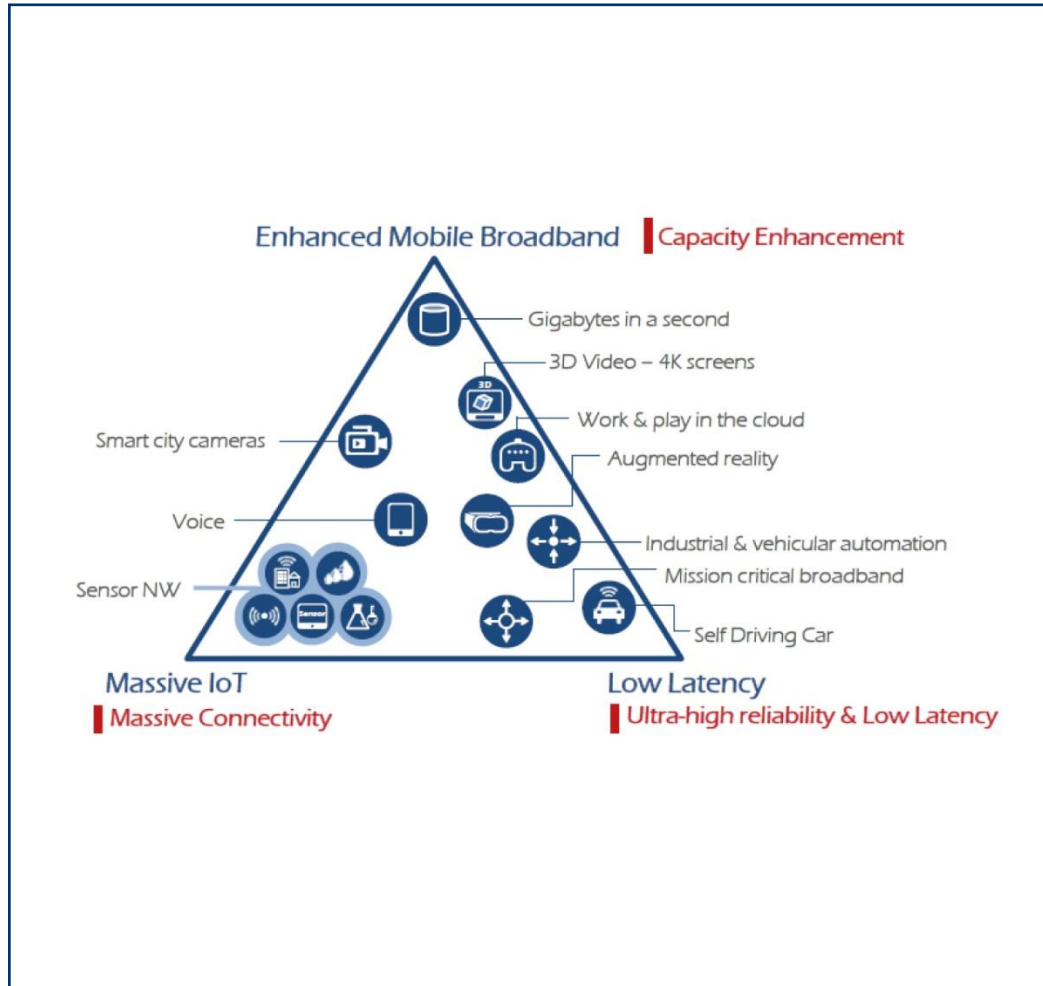 Enhanced Mobile Broadband
Capacity Enhancement
Gigabytes in a second
3D Video – 4K screens
3D
Work & play in the cloud
Smart city cameras
Augmented reality
Voice
Industrial & vehicular automation
Mission critical broadband
Sensor NW
Sensor
Self Driving Car
Massive IoT
Massive Connectivity
Low Latency
Ultra-high reliability & Low Latency